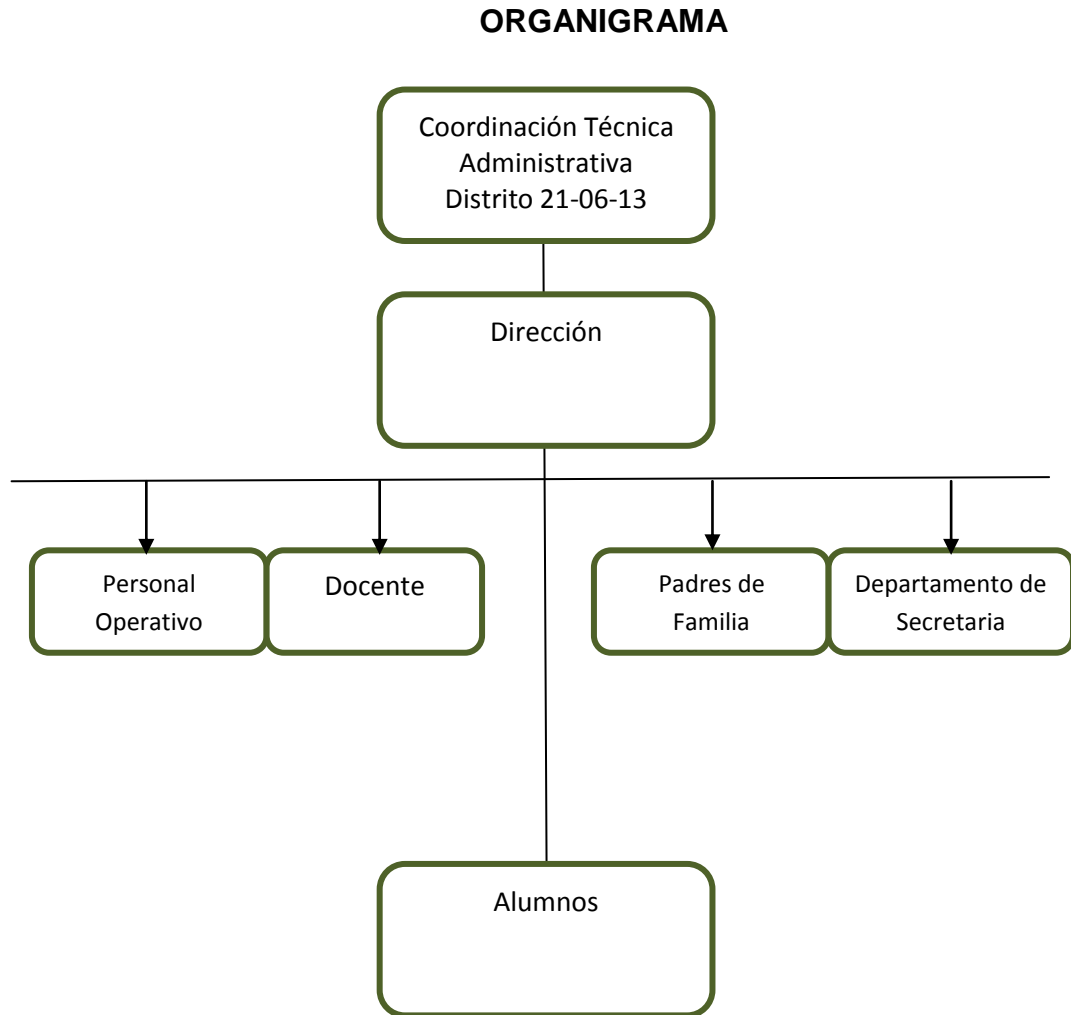 ORGANIGRAMA
Coordinación Técnica
Administrativa
Distrito 21-06-13
Dirección
Personal
Operativo
Docente
Padres de
Familia
Departamento de
Secretaria
Alumnos